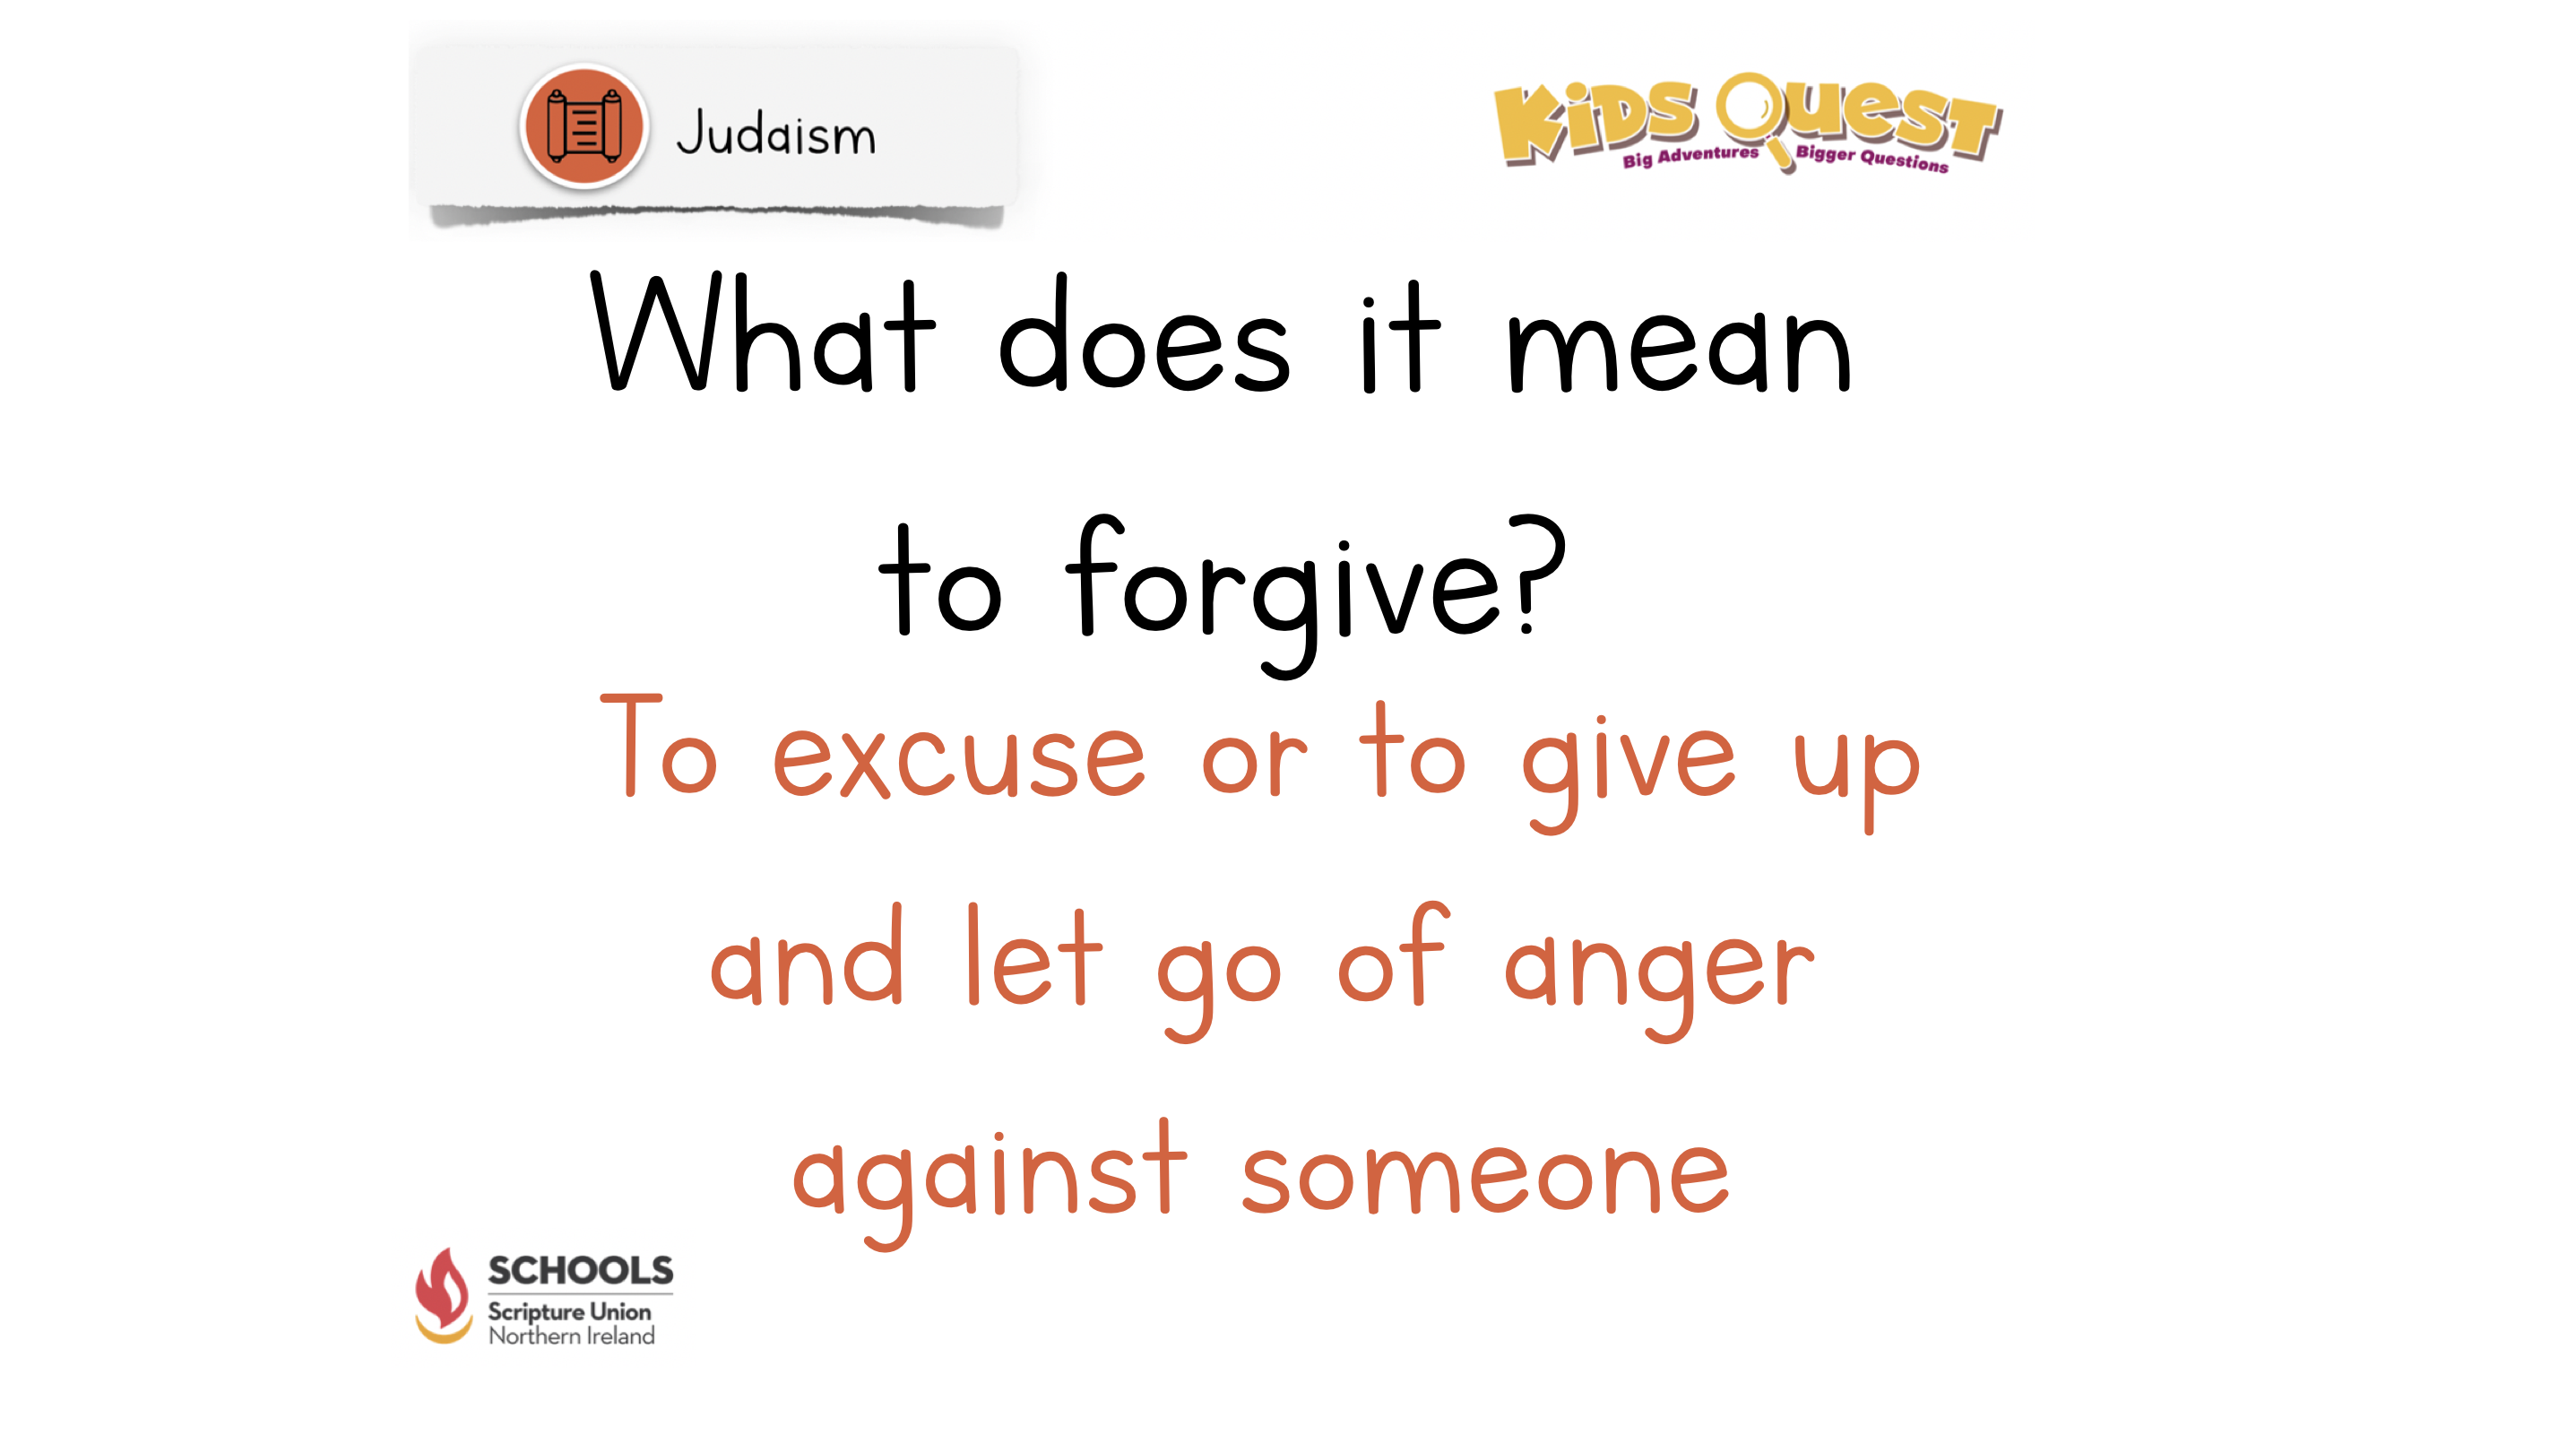 Judaism
KiDS QUEST
Big Adventures Bigger Questions
What does it mean
to forgive?
To excuse or to give up
and let go of anger
against someone
SCHOOLS
Scripture Union
Northern Ireland